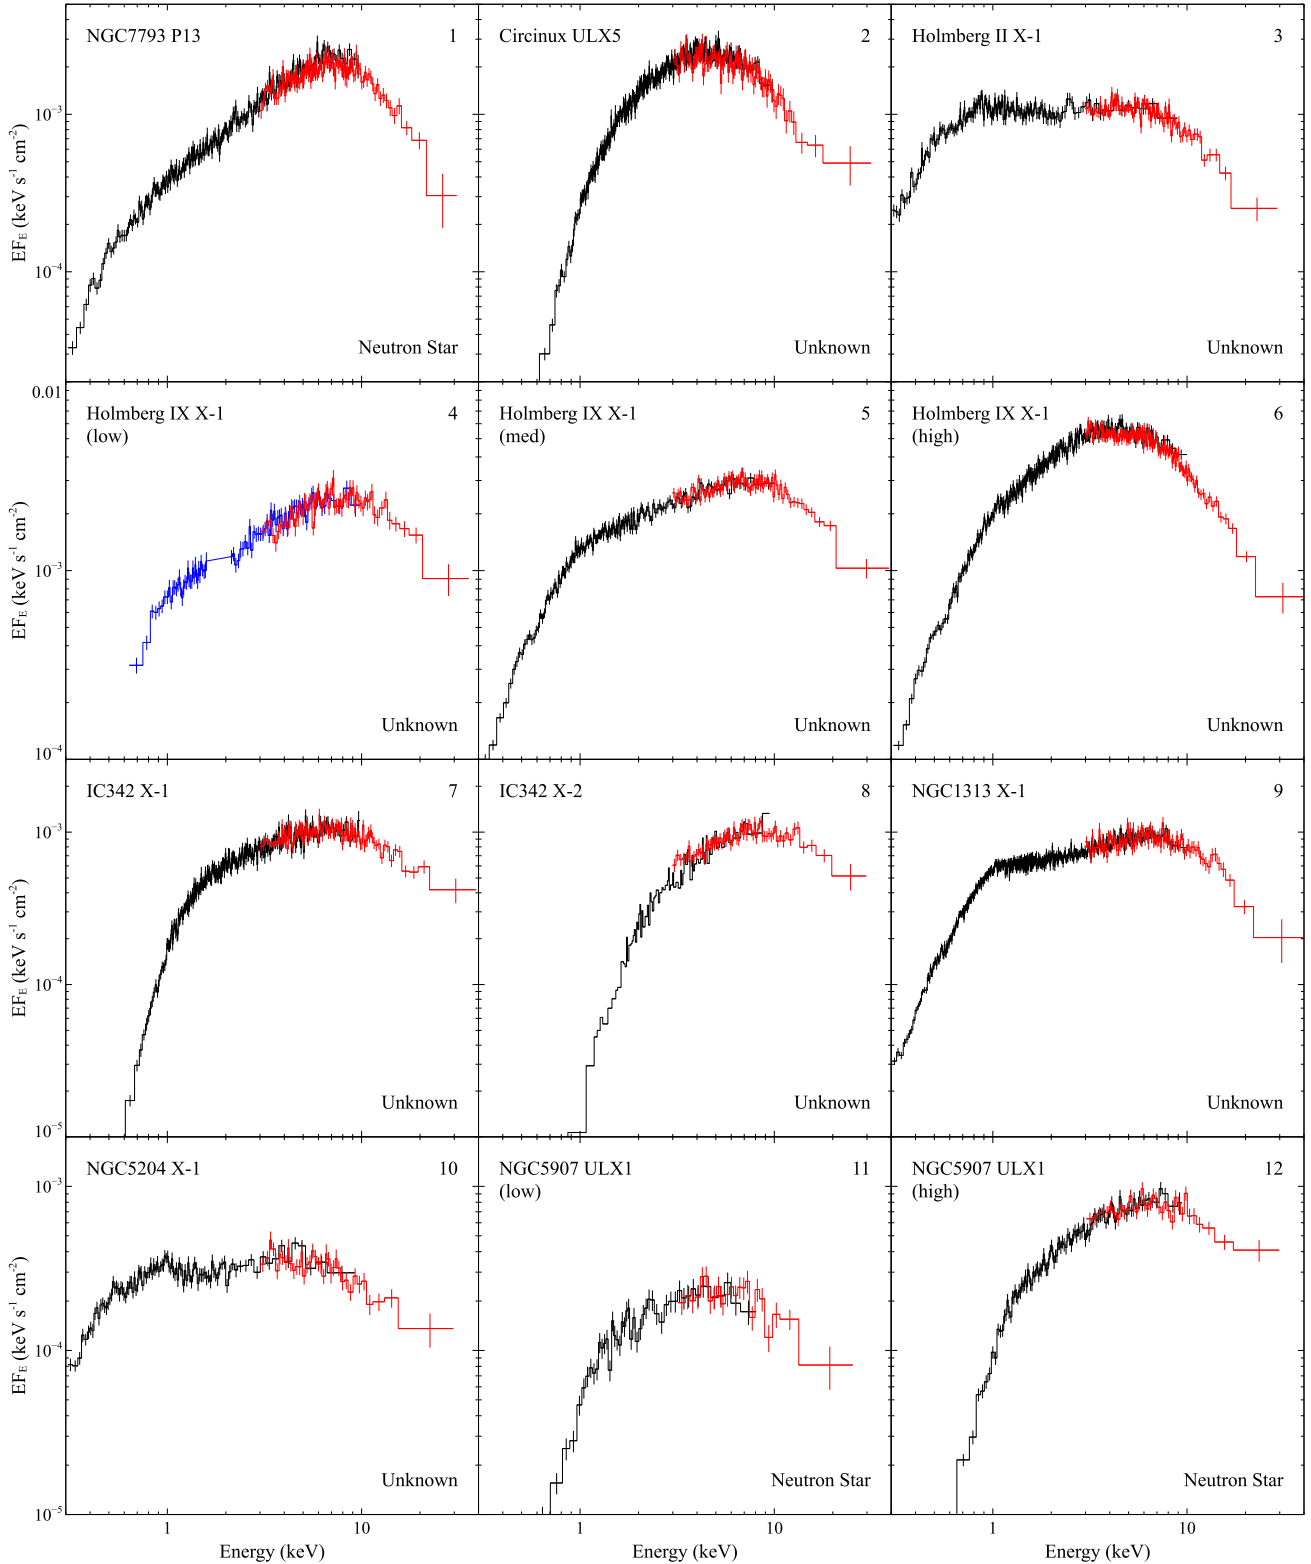 NGC7793 P13 1
Circinux ULX5 2
Holmberg II X-1 3
EFE (keV s-1 cm-2)
10-3
10-4
Neutron Star
Unknown
Unknown
Holmberg IX X-1 4
(low)
Holmberg IX X-1 5
(med)
Holmberg IX X-1 6
(high)
EFE (keV s-1 cm-2)
0.01
10-3
10-4
Unknown
Unknown
Unknown
IC342 X-1 7
IC342 X-2 8
NGC1313 X-1 9
EFE (keV s-1 cm-2)
10-3
10-4
10-5
Unknown
Unknown
Unknown
NGC5204 X-1 10
NGC5907 ULX1 11
(low)
NGC5907 ULX1 12
(high)
EFE (keV s-1 cm-2)
10-3
10-4
10-5
Unknown
Neutron Star
Neutron Star
1 10
1 10
1 10
Energy (keV)
Energy (keV)
Energy (keV)